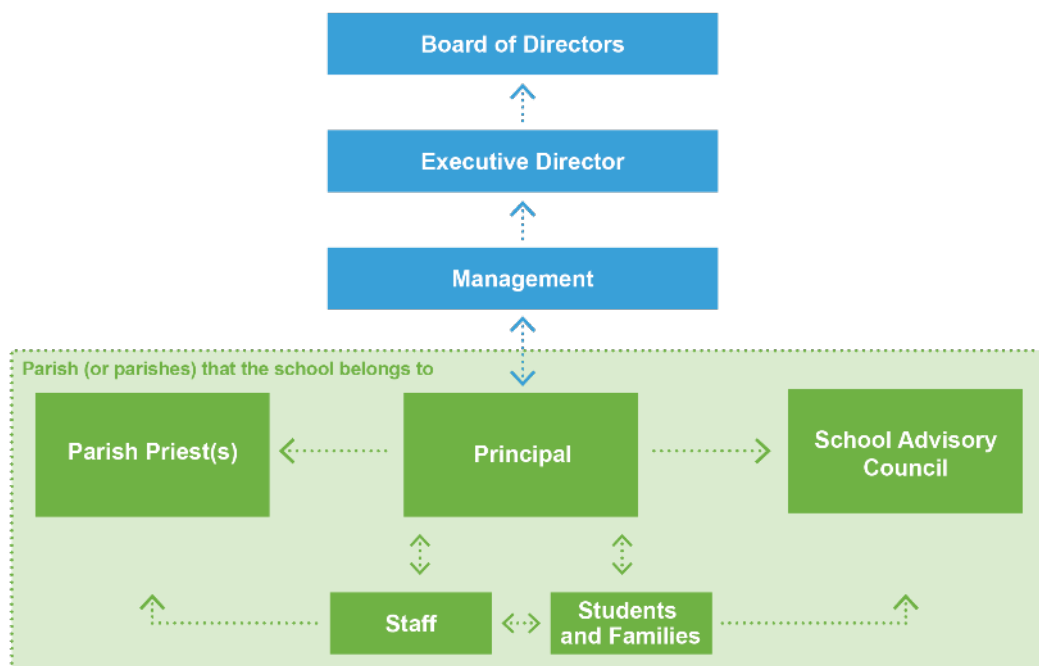 Board of Directors
Executive Director
Management
Parish (or parishes) that the school belongs to
Parish Priest(s)
Principal
School Advisory
Council
Staff
Students
and Families